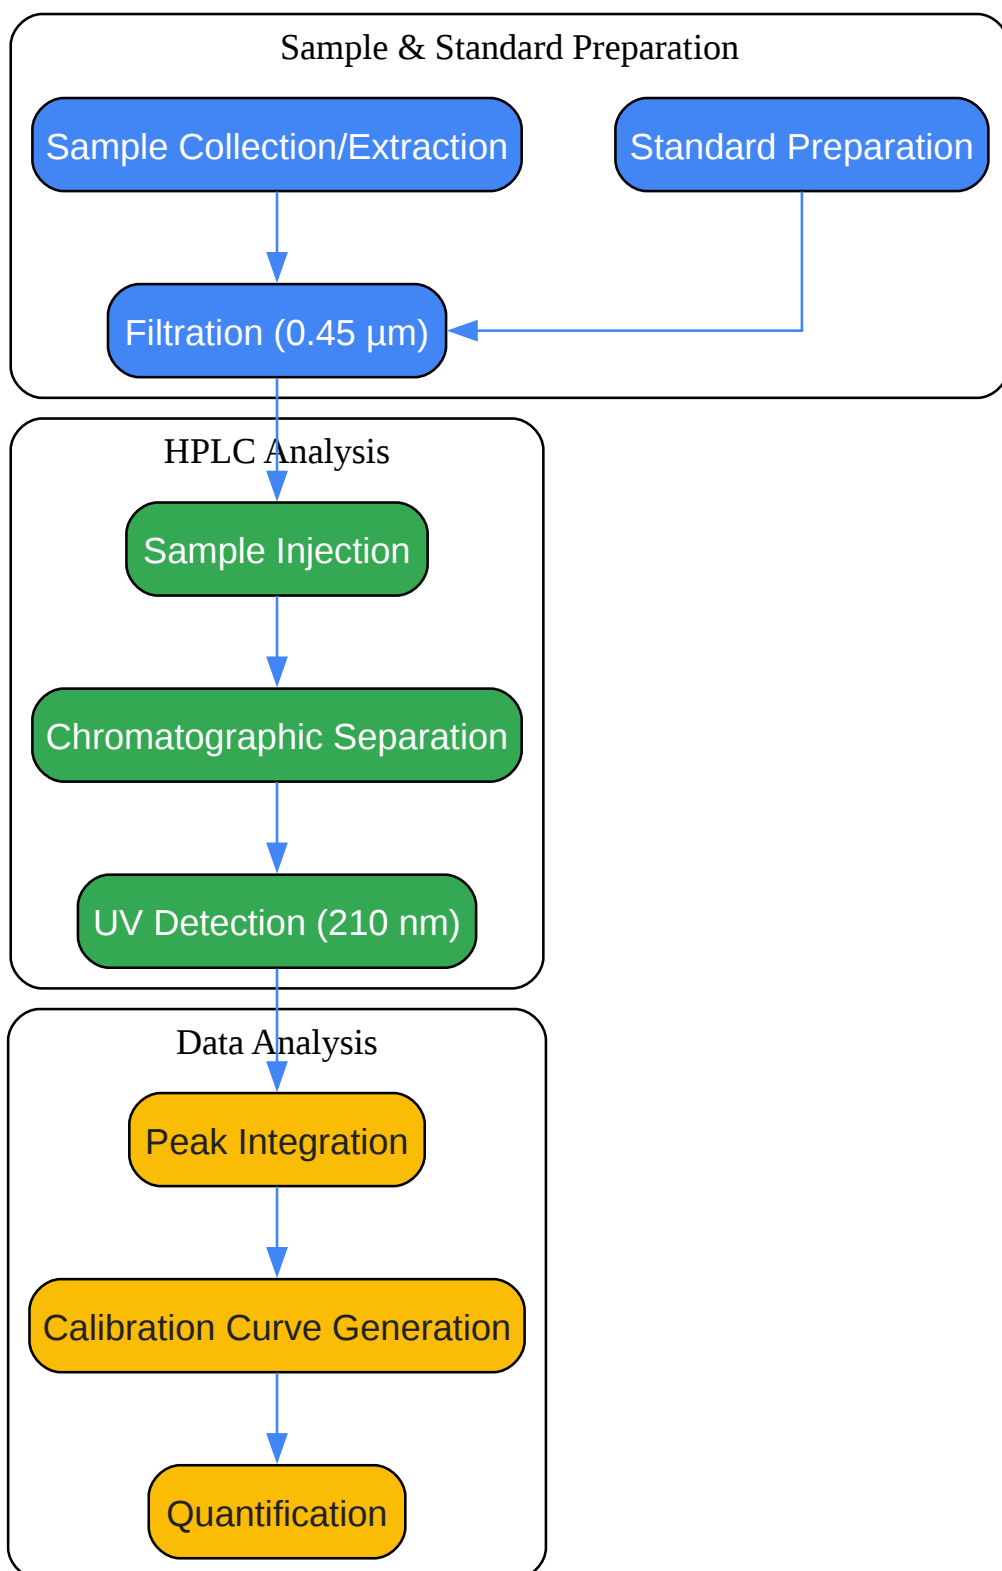 Sample & Standard Preparation
Sample Collection/Extraction
Standard Preparation
Filtration (0.45 µm)
HPLC Analysis
Sample Injection
Chromatographic Separation
UV Detection (210 nm)
Data Analysis
Peak Integration
Calibration Curve Generation
Quantification